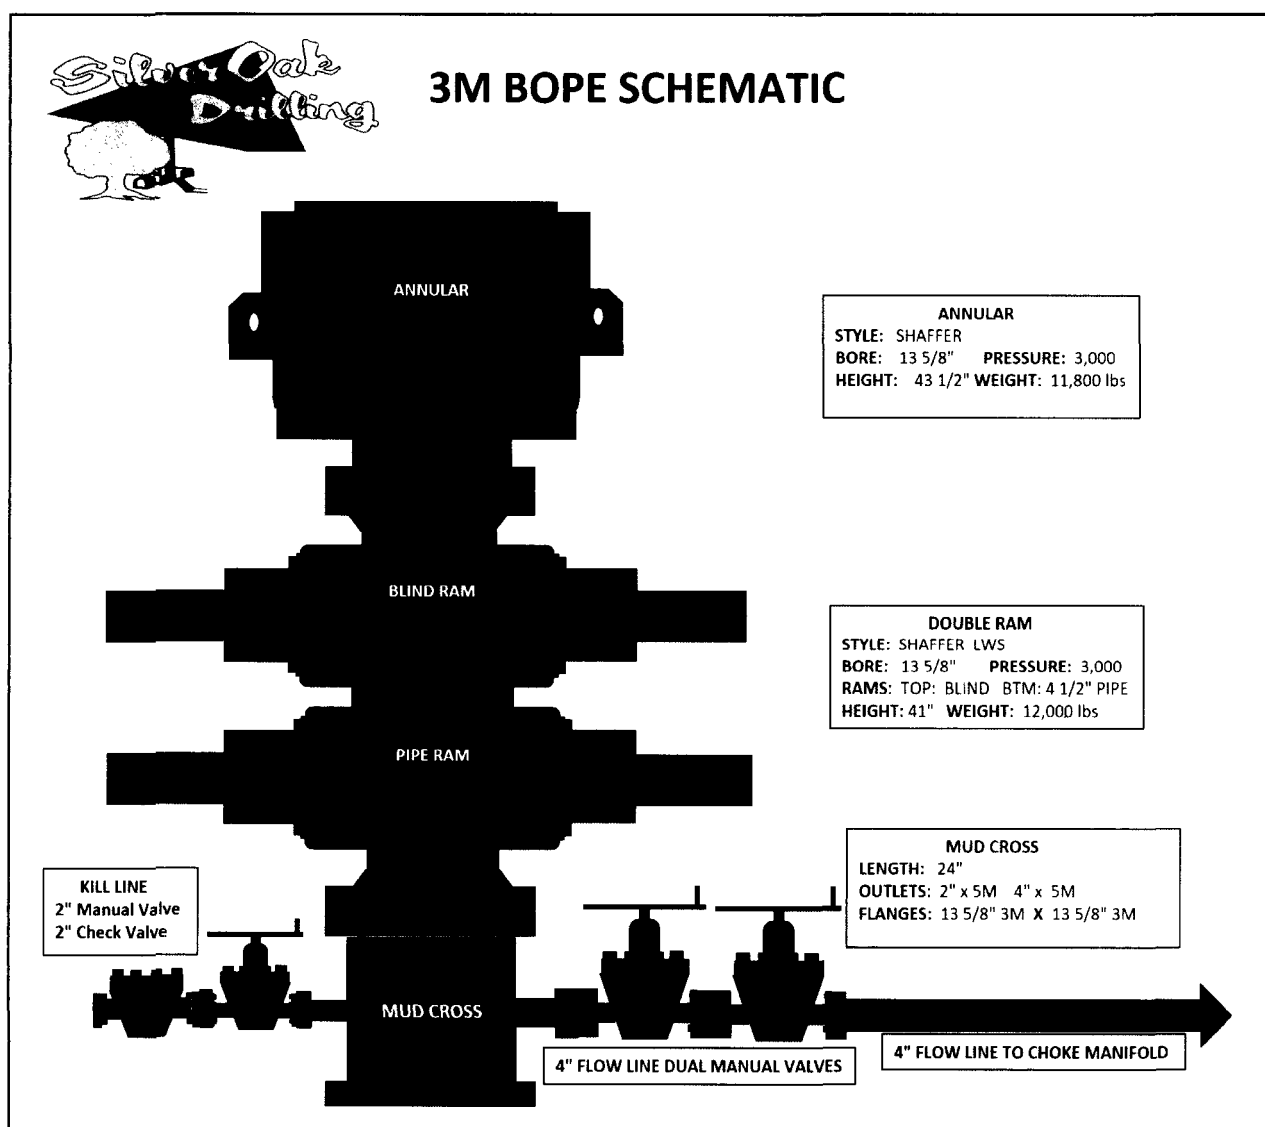 Silver Oak
Drilling
3M BOPE SCHEMATIC
ANNULAR
ANNULAR
STYLE: SHAFFER
BORE: 13 5/8" PRESSURE: 3,000
HEIGHT: 43 1/2" WEIGHT: 11,800 lbs
BLIND RAM
DOUBLE RAM
STYLE: SHAFFER LWS
BORE: 13 5/8" PRESSURE: 3,000
RAMS: TOP: BLIND BTM: 4 1/2" PIPE
HEIGHT: 41" WEIGHT: 12,000 lbs
PIPE RAM
MUD CROSS
LENGTH: 24"
OUTLETS: 2" x 5M 4" x 5M
FLANGES: 13 5/8" 3M X 13 5/8" 3M
KILL LINE
2" Manual Valve
2" Check Valve
MUD CROSS
4" FLOW LINE DUAL MANUAL VALVES
4" FLOW LINE TO CHOKE MANIFOLD